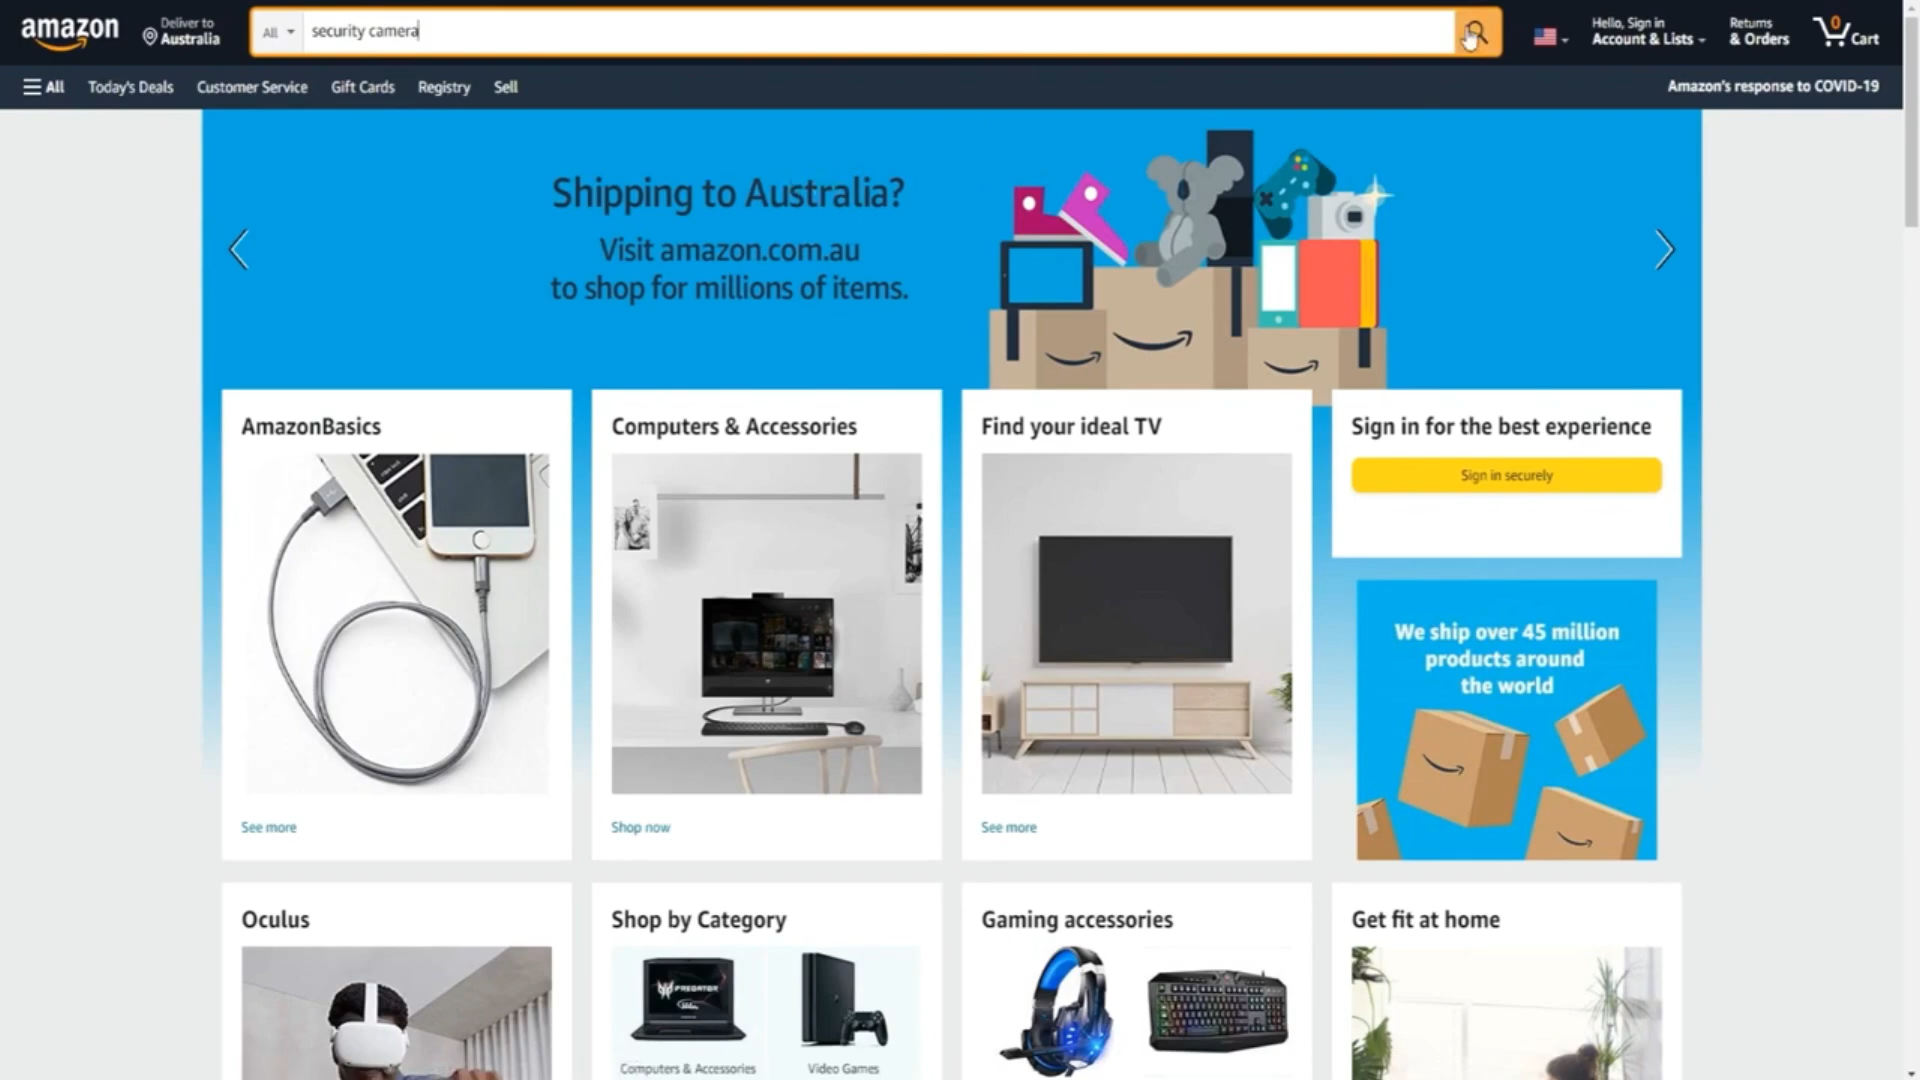 amazon
Deliver to
Australia
All
security camera
Hello, Sign in
Account & Lists
Returns
& Orders
0
Cart
All
Today's Deals
Customer Service
Gift Cards
Registry
Sell
Amazon's response to COVID-19
Shipping to Australia?
Visit amazon.com.au
to shop for millions of items.
AmazonBasics
Computers & Accessories
Find your ideal TV
Sign in for the best experience
Sign in securely
We ship over 45 million
products around
the world
See more
Shop now
See more
Oculus
Shop by Category
Gaming accessories
Get fit at home
PREDATOR
Computers & Accessories
Video Games